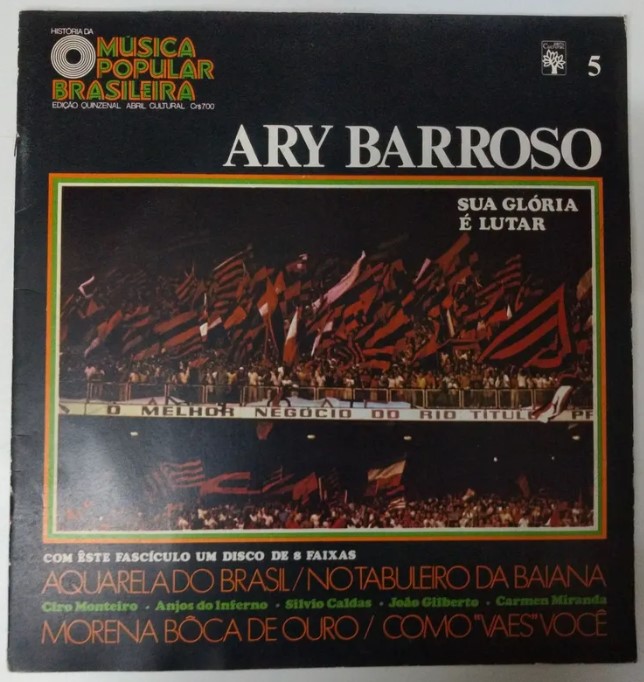 HISTÓRIA DA
MÚSICA
POPULAR
BRASILEIRA
EDIÇÃO QUINZENAL ABRIL CULTURAL Cr$7,00
5
ARY BARROSO
SUA GLÓRIA
É LUTAR
O MELHOR NEGÓCIO DO RIO TÍTULO
COM ÊSTE FASCÍCULO UM DISCO DE 8 FAIXAS
AQUARELA DO BRASIL/NO TABULEIRO DA BAIANA
Ciro Monteiro · Anjos do Inferno · Silvio Caldas · João Gilberto · Carmen Miranda
MORENA BÔCA DE OURO / COMO "VAES" VOCÊ